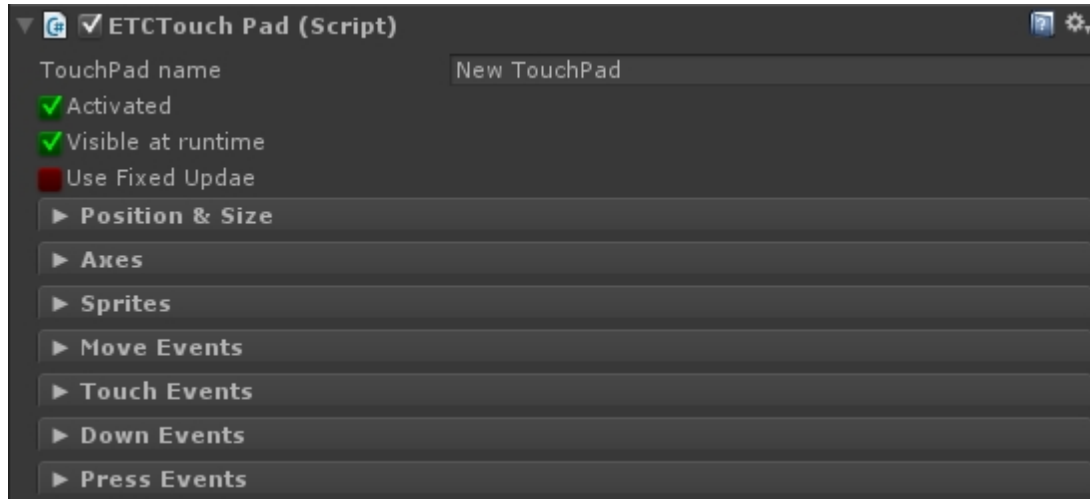 ETCTouch Pad (Script)
TouchPad name New TouchPad
Activated
Visible at runtime
Use Fixed Updae
Position & Size
Axes
Sprites
Move Events
Touch Events
Down Events
Press Events